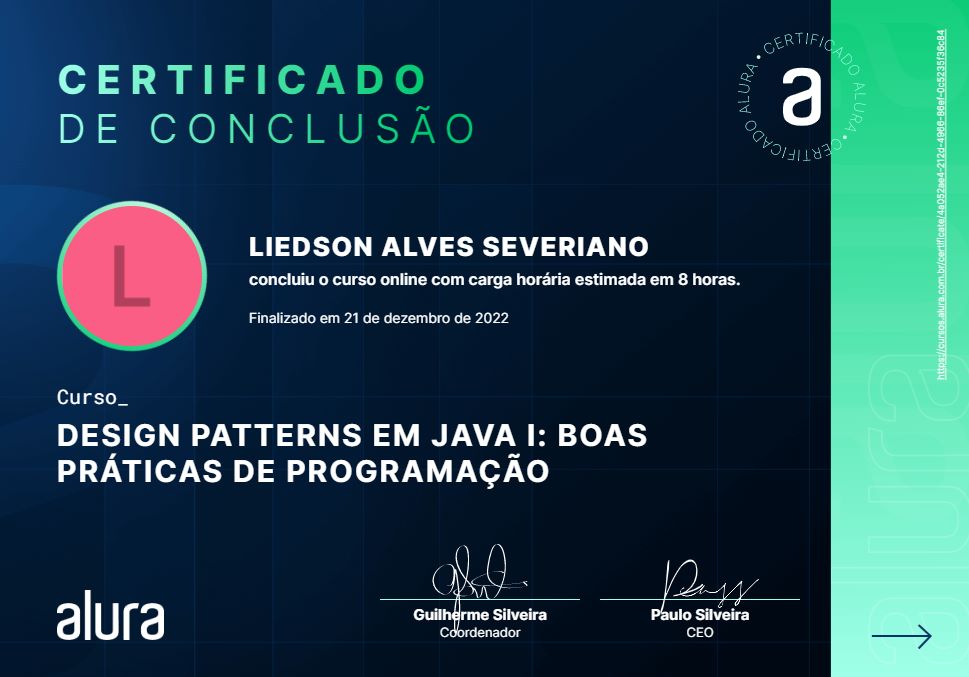 CERTIFICADO
DE CONCLUSÃO
CERTIFICADO ALURA • CERTIFICADO ALURA •
a
L
LIEDSON ALVES SEVERIANO
concluiu o curso online com carga horária estimada em 8 horas.
Finalizado em 21 de dezembro de 2022
Curso_
DESIGN PATTERNS EM JAVA I: BOAS
PRÁTICAS DE PROGRAMAÇÃO
alura
Guilherme Silveira
Coordenador
Paulo Silveira
CEO
alura